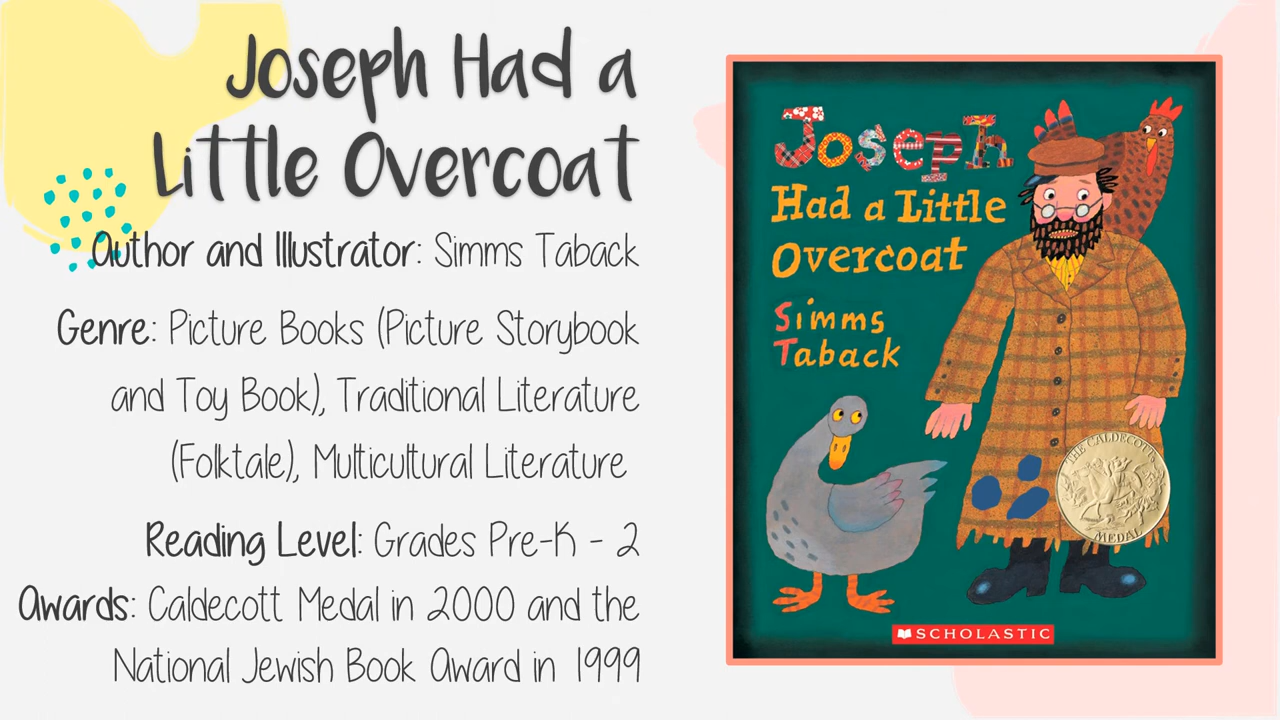 Joseph Had a
Little Overcoat
Author and Illustrator: Simms Taback
Genre: Picture Books (Picture Storybook
and Toy Book), Traditional Literature
(Folktale), Multicultural Literature
Reading Level: Grades Pre-K - 2
Awards: Caldecott Medal in 2000 and the
National Jewish Book Award in 1999
Joseph
Had a Little
Overcoat
Simms
Taback
THE CALDECOTT
MEDAL
SCHOLASTIC